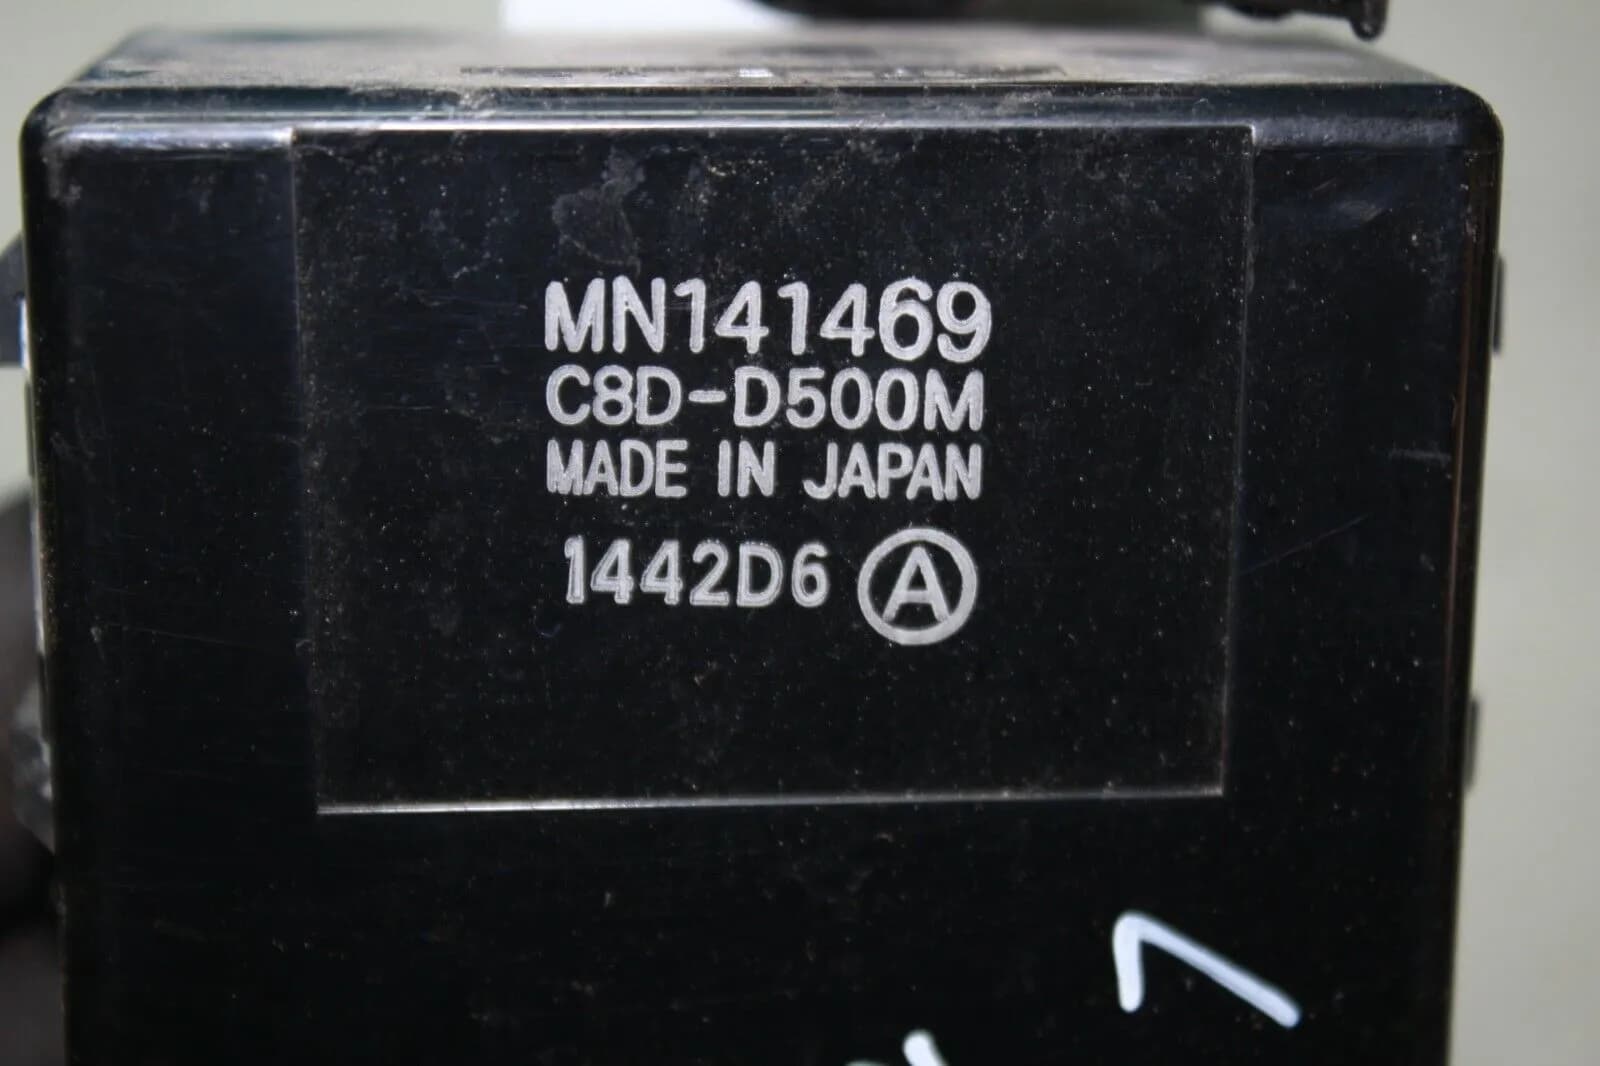 MN141469
C8D-D500M
MADE IN JAPAN
1442D6 A